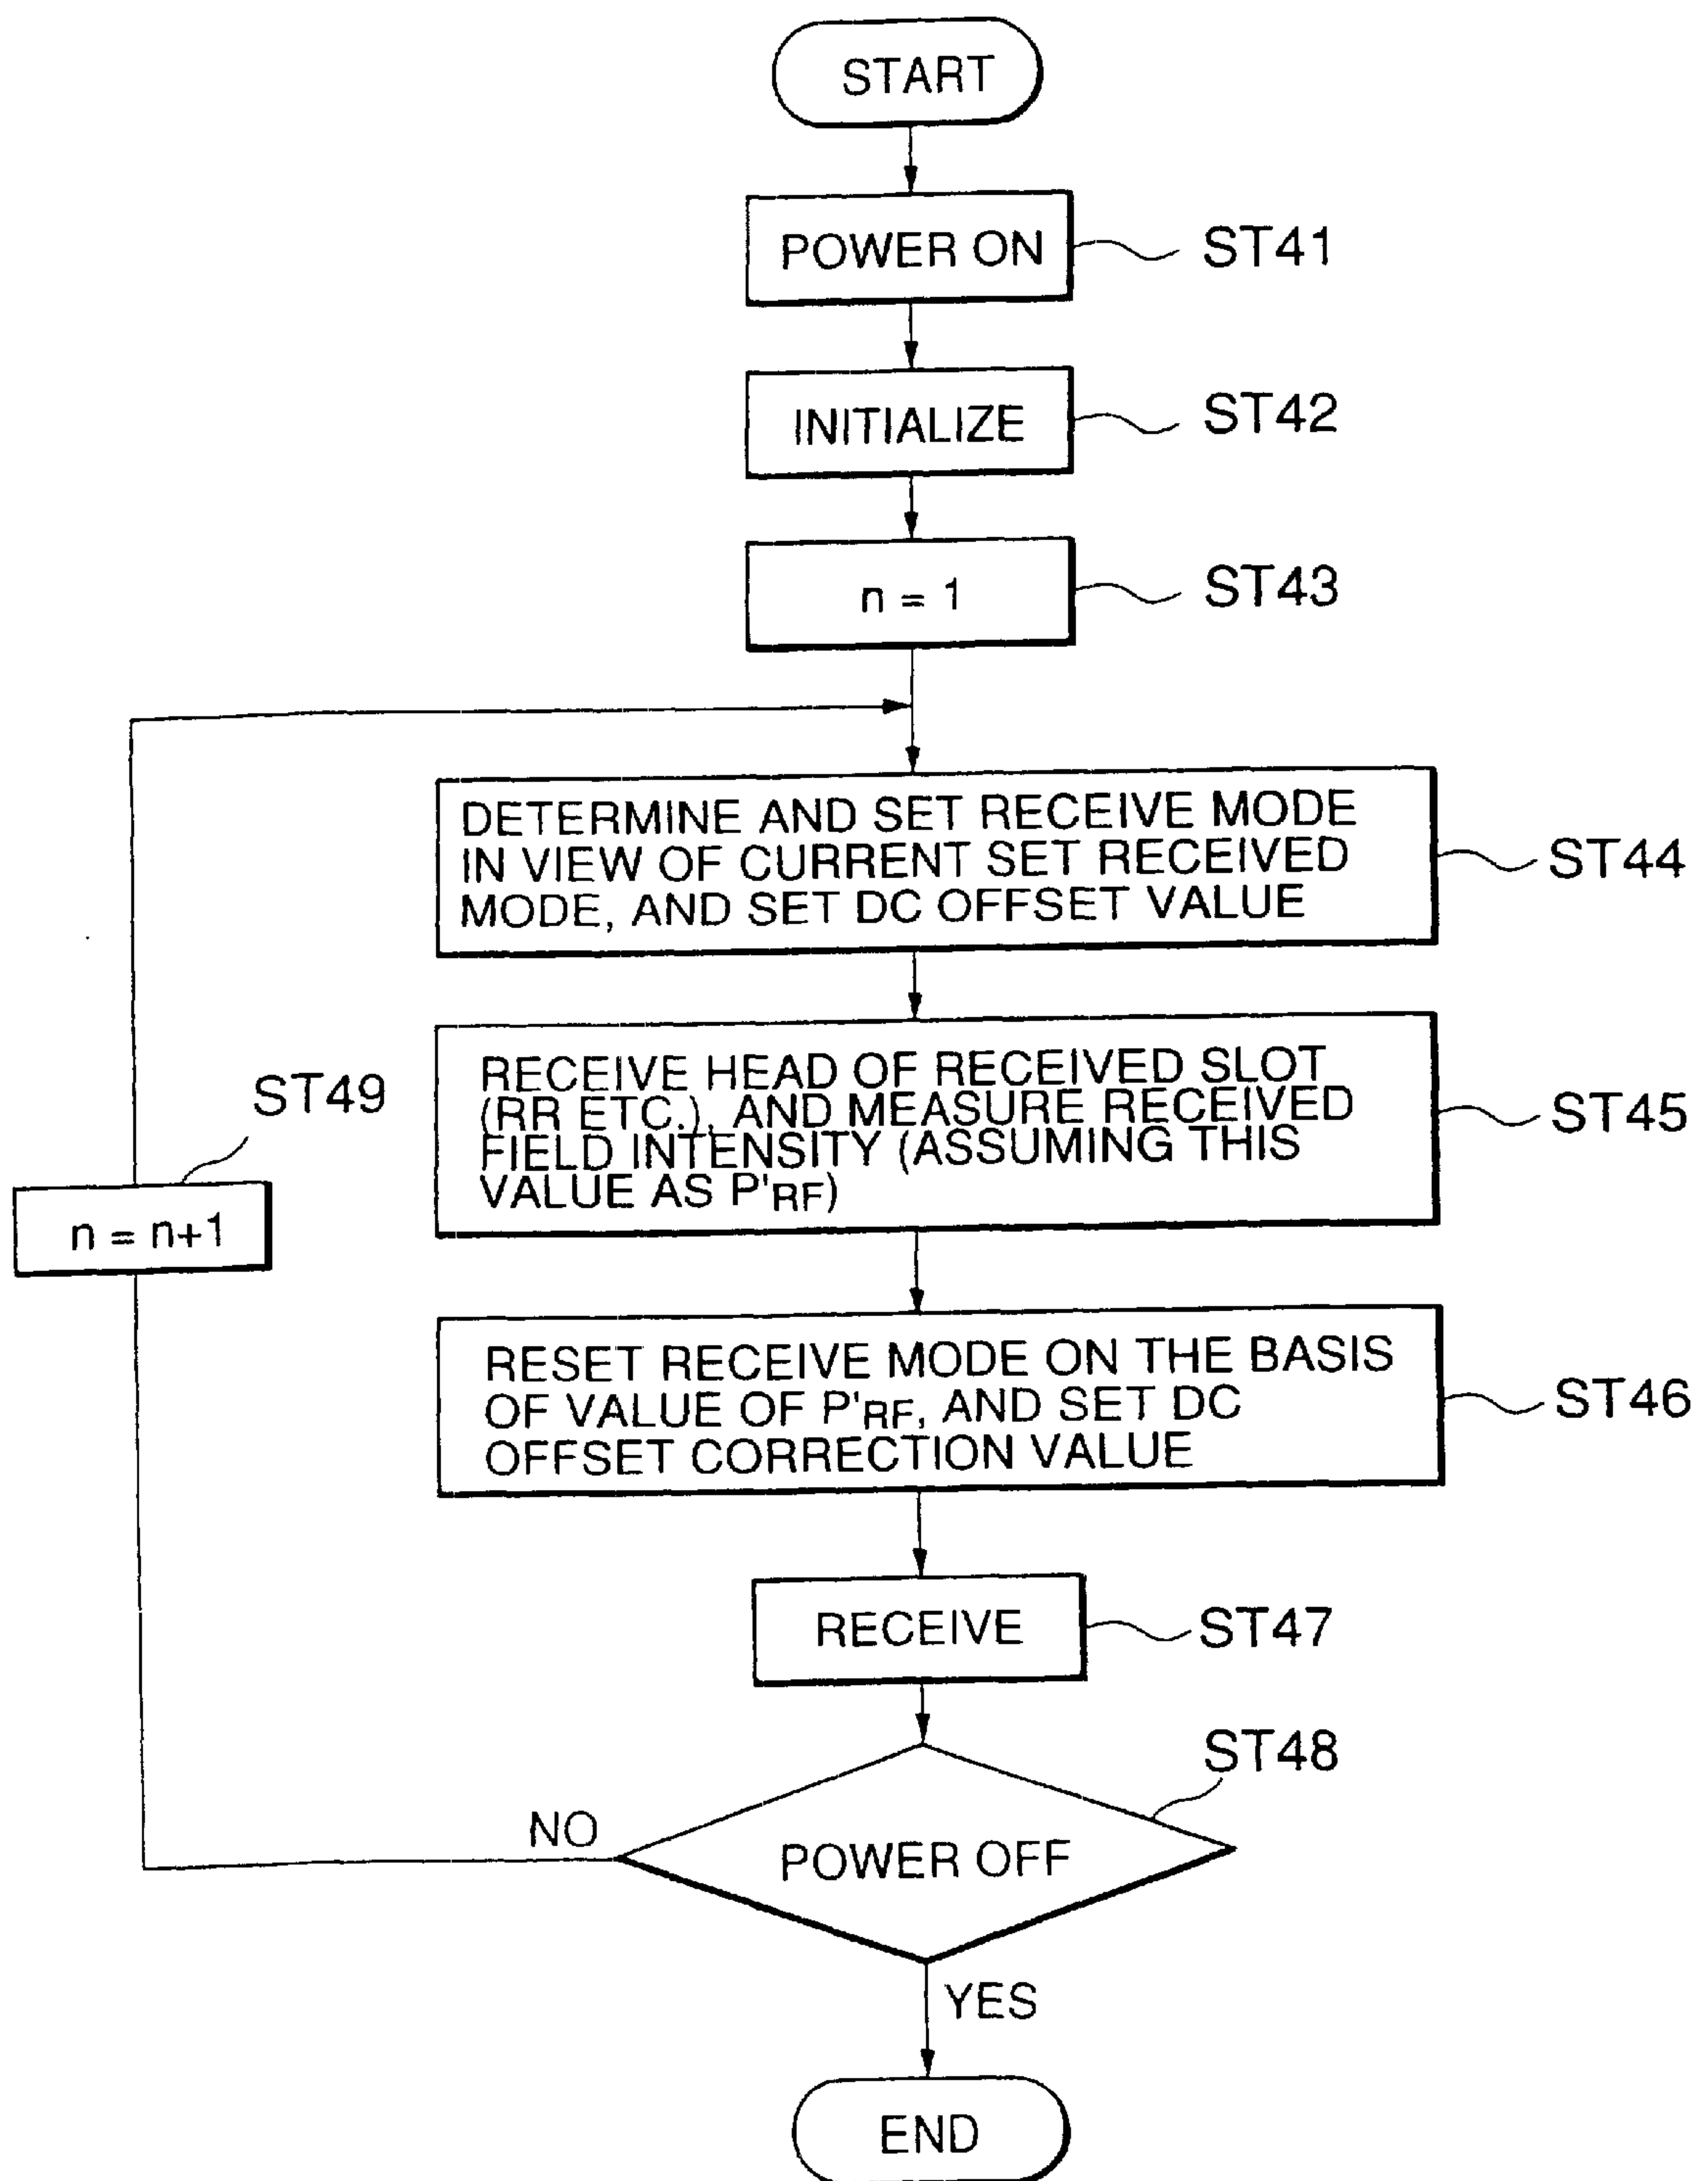 START
POWER ON
ST41
INITIALIZE
ST42
n = 1
ST43
DETERMINE AND SET RECEIVE MODE
IN VIEW OF CURRENT SET RECEIVED
MODE, AND SET DC OFFSET VALUE
ST44
RECEIVE HEAD OF RECEIVED SLOT
(RR ETC.), AND MEASURE RECEIVED
FIELD INTENSITY (ASSUMING THIS
VALUE AS P'RF)
ST45
ST49
n = n+1
RESET RECEIVE MODE ON THE BASIS
OF VALUE OF P'RF, AND SET DC
OFFSET CORRECTION VALUE
ST46
RECEIVE
ST47
ST48
NO
POWER OFF
YES
END